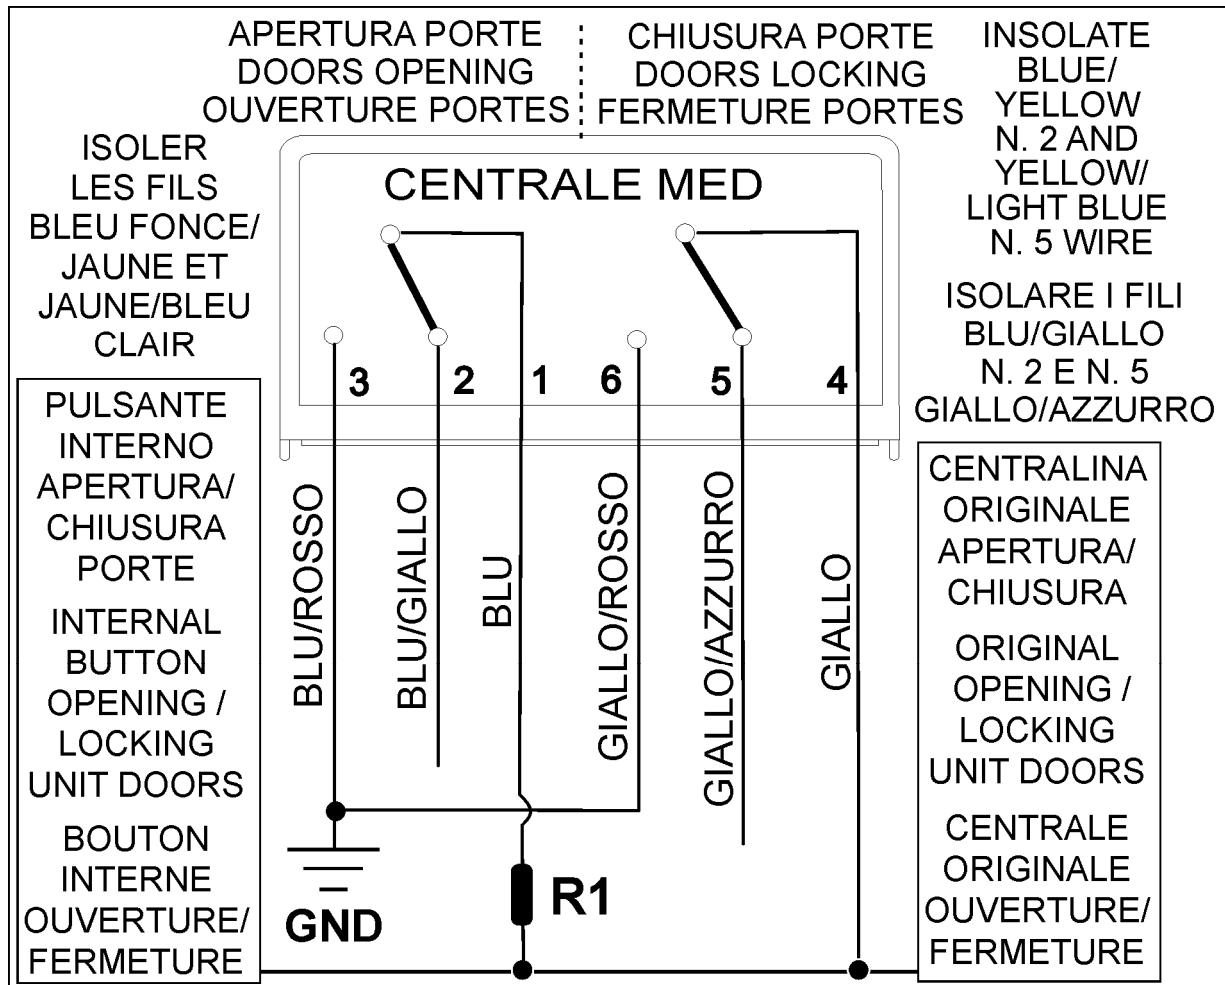 APERTURA PORTE
DOORS OPENING
OUVERTURE PORTES
CHIUSURA PORTE
DOORS LOCKING
FERMETURE PORTES
INSOLATE
BLUE/
YELLOW
N. 2 AND
YELLOW/
LIGHT BLUE
N. 5 WIRE
ISOLER
LES FILS
BLEU FONCE/
JAUNE ET
JAUNE/BLEU
CLAIR
CENTRALE MED
ISOLARE I FILI
BLU/GIALLO
N. 2 E N. 5
GIALLO/AZZURRO
3
2
1
6
5
4
PULSANTE
INTERNO
APERTURA/
CHIUSURA
PORTE
INTERNAL
BUTTON
OPENING /
LOCKING
UNIT DOORS
BOUTON
INTERNE
OUVERTURE/
FERMETURE
BLU/ROSSO
BLU/GIALLO
BLU
GIALLO/ROSSO
GIALLO/AZZURRO
GIALLO
GND
R1
CENTRALINA
ORIGINALE
APERTURA/
CHIUSURA
ORIGINAL
OPENING /
LOCKING
UNIT DOORS
CENTRALE
ORIGINALE
OUVERTURE/
FERMETURE